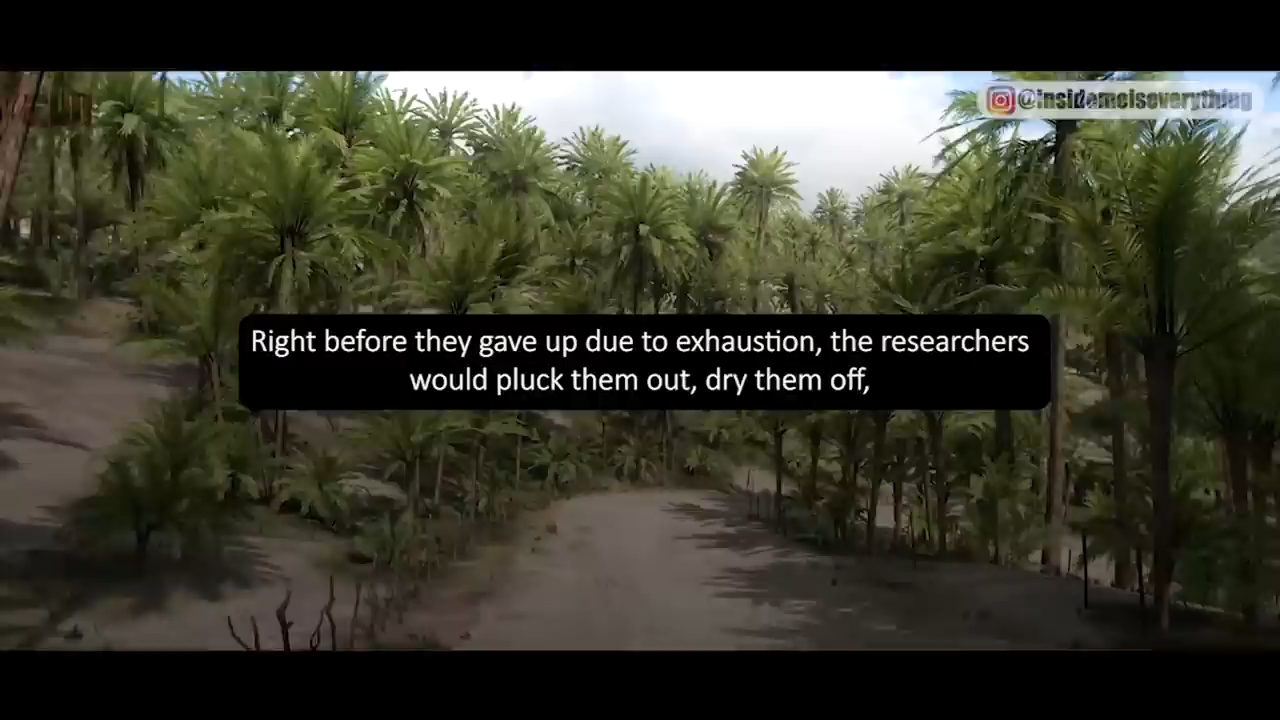 @insidemeiseverything
Right before they gave up due to exhaustion, the researchers
would pluck them out, dry them off,